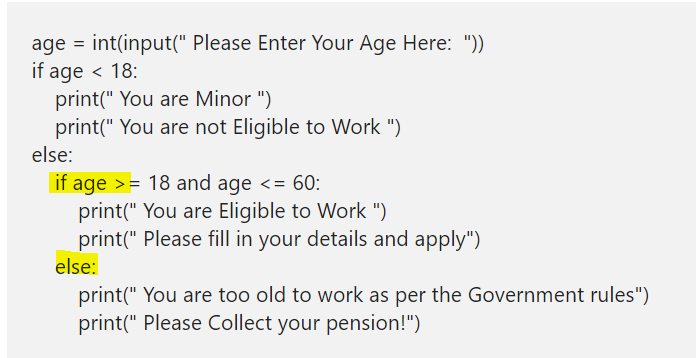 age = int(input(" Please Enter Your Age Here:  "))
if age < 18:
    print(" You are Minor ")
    print(" You are not Eligible to Work ")
else:
    if age >= 18 and age <= 60:
        print(" You are Eligible to Work ")
        print(" Please fill in your details and apply")
    else:
        print(" You are too old to work as per the Government rules")
        print(" Please Collect your pension!")